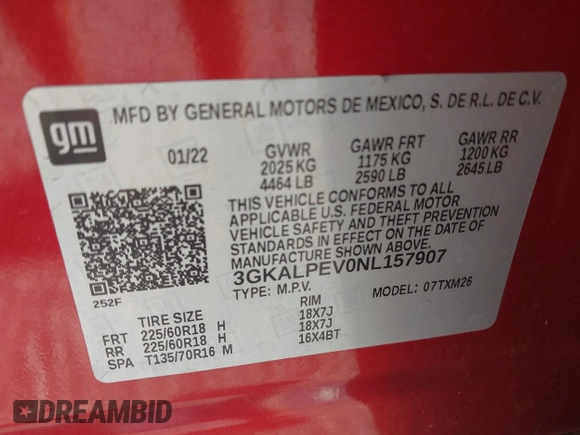 gm
MFD BY GENERAL MOTORS DE MEXICO, S. DE R.L. DE C.V.
01/22 GVWR GAWR FRT GAWR RR
2025 KG 1175 KG 1200 KG
4464 LB 2590 LB 2645 LB
THIS VEHICLE CONFORMS TO ALL
APPLICABLE U.S. FEDERAL MOTOR
VEHICLE SAFETY AND THEFT PREVENTION
STANDARDS IN EFFECT ON THE DATE OF
MANUFACTURE SHOWN ABOVE.
3GKALPEV0NL157907
252F TYPE: M.P.V. MODEL: 07TXM26
TIRE SIZE RIM
FRT 225/60R18 H 18X7J
RR 225/60R18 H 18X7J
SPA T135/70R16 M 16X4BT
DREAMBID